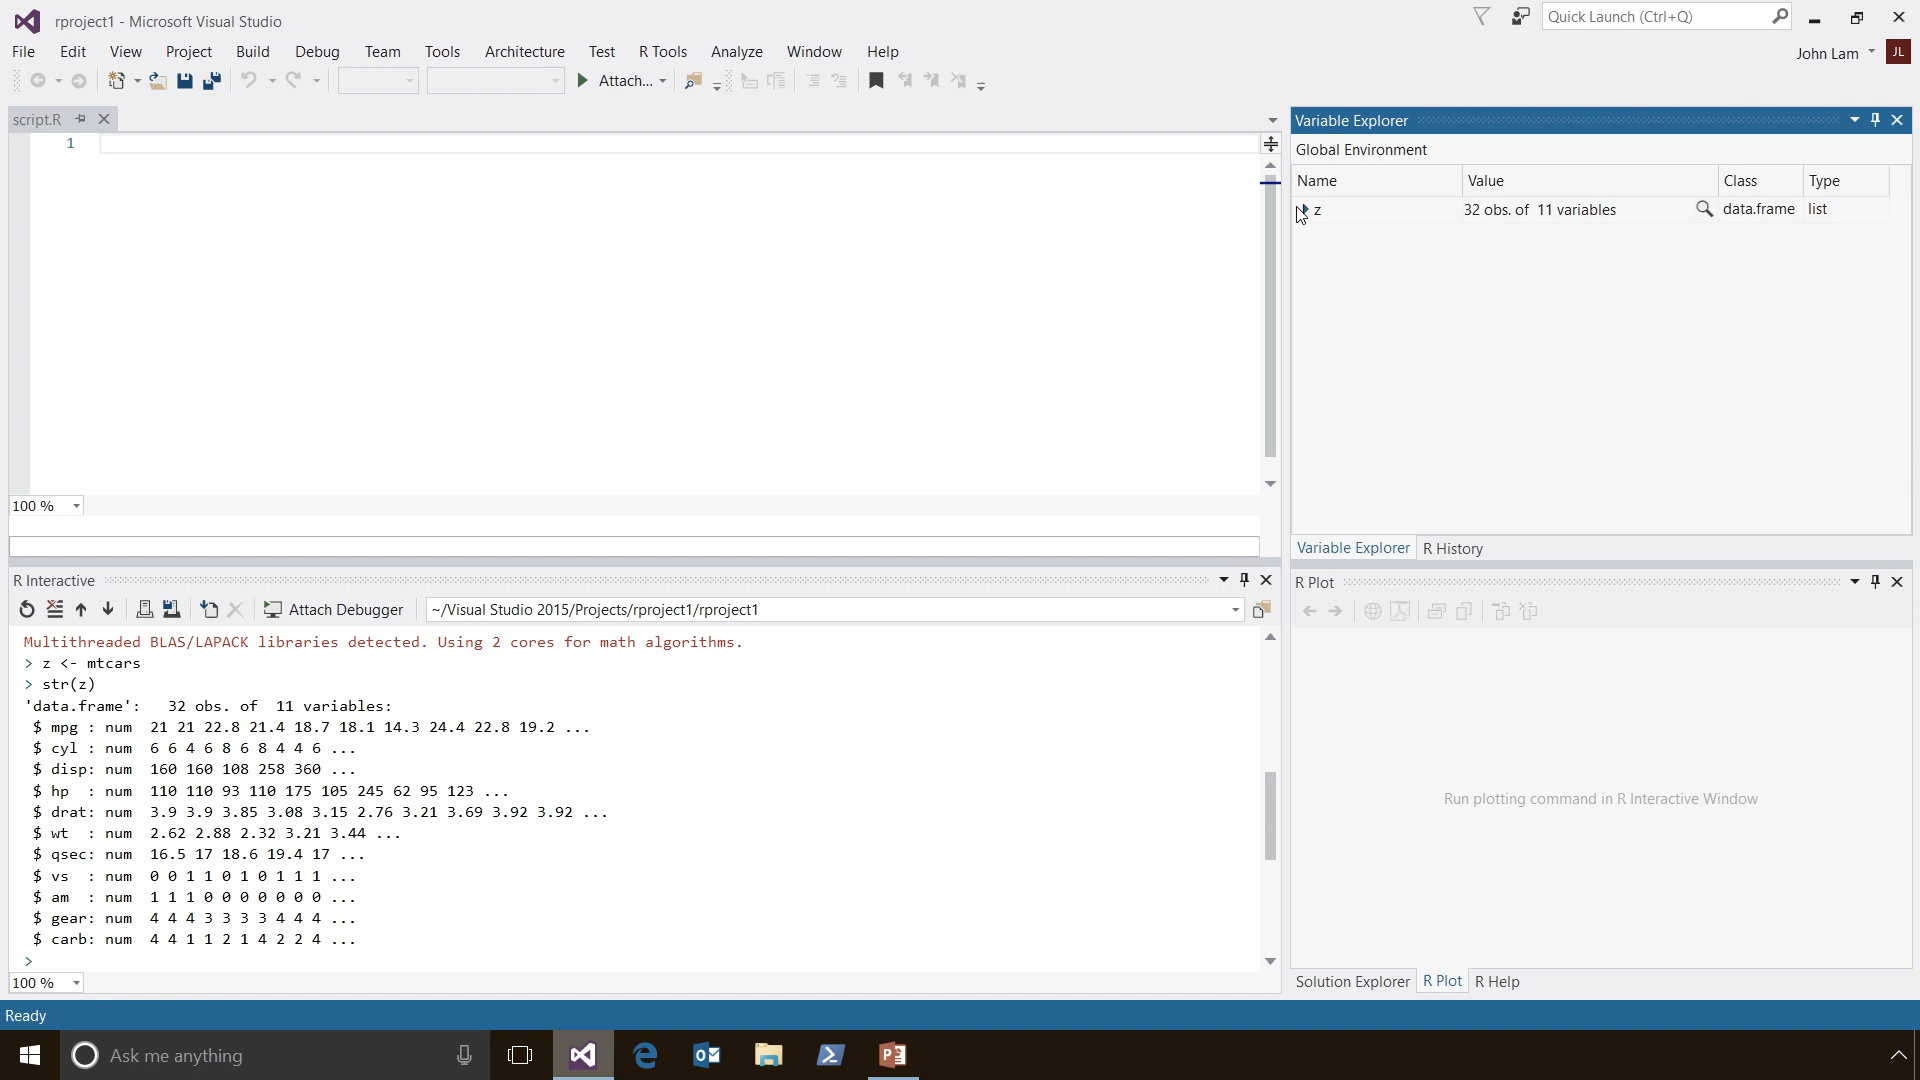 rproject1 - Microsoft Visual Studio
Quick Launch (Ctrl+Q)
File Edit View Project Build Debug Team Tools Architecture Test R Tools Analyze Window Help
John Lam JL
Attach...
script.R
1
100 %
Variable Explorer
Global Environment
Name Value Class Type
z 32 obs. of 11 variables data.frame list
Variable Explorer R History
R Interactive
Attach Debugger ~/Visual Studio 2015/Projects/rproject1/rproject1
Multithreaded BLAS/LAPACK libraries detected. Using 2 cores for math algorithms.
> z <- mtcars
> str(z)
'data.frame':   32 obs. of  11 variables:
 $ mpg : num  21 21 22.8 21.4 18.7 18.1 14.3 24.4 22.8 19.2 ...
 $ cyl : num  6 6 4 6 8 6 8 4 4 6 ...
 $ disp: num  160 160 108 258 360 ...
 $ hp  : num  110 110 93 110 175 105 245 62 95 123 ...
 $ drat: num  3.9 3.9 3.85 3.08 3.15 2.76 3.21 3.69 3.92 3.92 ...
 $ wt  : num  2.62 2.88 2.32 3.21 3.44 ...
 $ qsec: num  16.5 17 18.6 19.4 17 ...
 $ vs  : num  0 0 1 1 0 1 0 1 1 1 ...
 $ am  : num  1 1 1 0 0 0 0 0 0 0 ...
 $ gear: num  4 4 4 3 3 3 3 4 4 4 ...
 $ carb: num  4 4 1 1 2 1 4 2 2 4 ...
>
100 %
R Plot
Run plotting command in R Interactive Window
Solution Explorer R Plot R Help
Ready
Ask me anything